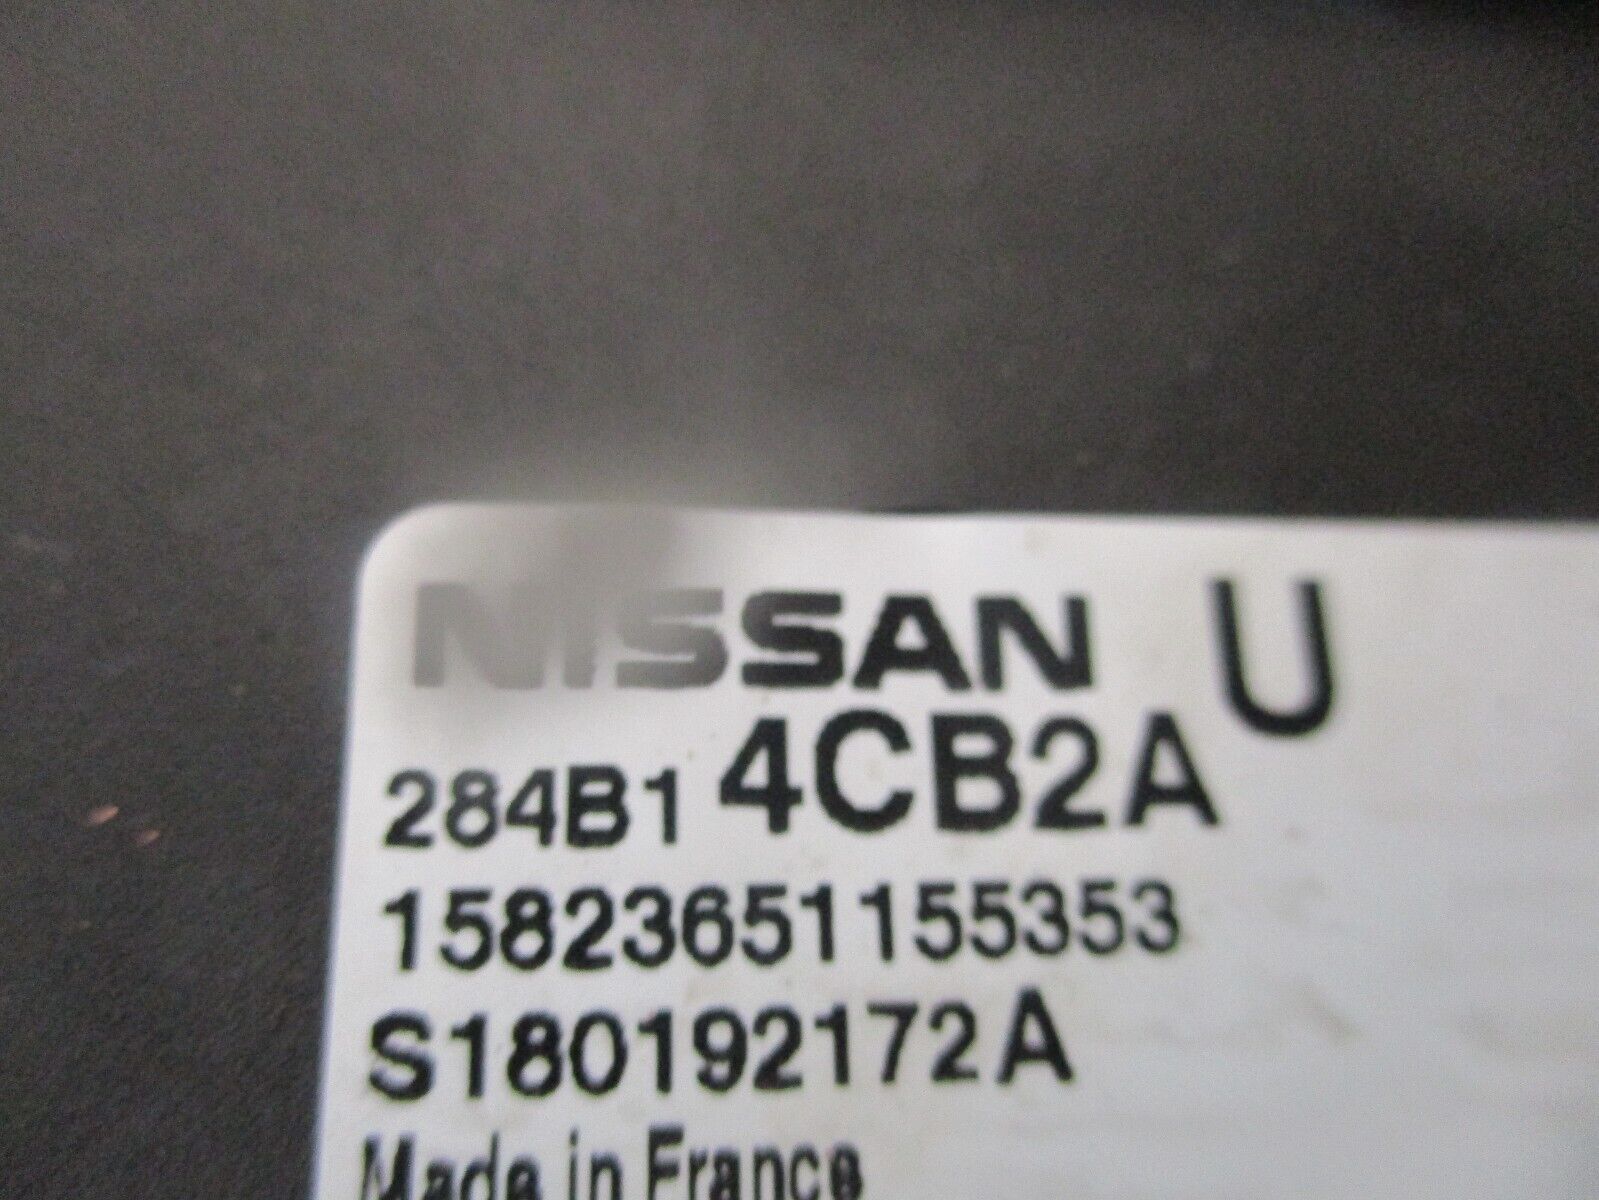 NISSAN U
284B1 4CB2A
15823651155353
S180192172A
Made in France